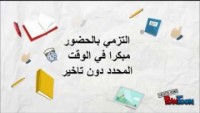 التزمي بالحضور
مبكرا في الوقت
المحدد دون تاخير